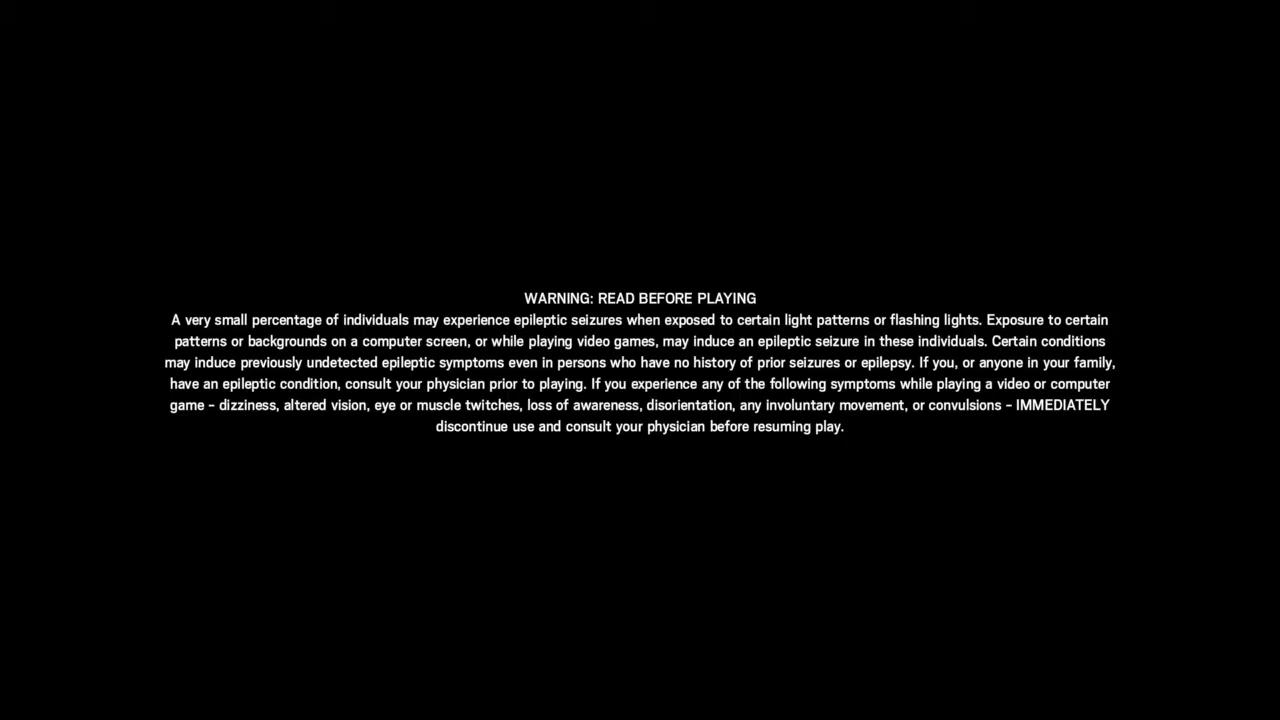 WARNING: READ BEFORE PLAYING
A very small percentage of individuals may experience epileptic seizures when exposed to certain light patterns or flashing lights. Exposure to certain
patterns or backgrounds on a computer screen, or while playing video games, may induce an epileptic seizure in these individuals. Certain conditions
may induce previously undetected epileptic symptoms even in persons who have no history of prior seizures or epilepsy. If you, or anyone in your family,
have an epileptic condition, consult your physician prior to playing. If you experience any of the following symptoms while playing a video or computer
game - dizziness, altered vision, eye or muscle twitches, loss of awareness, disorientation, any involuntary movement, or convulsions - IMMEDIATELY
discontinue use and consult your physician before resuming play.